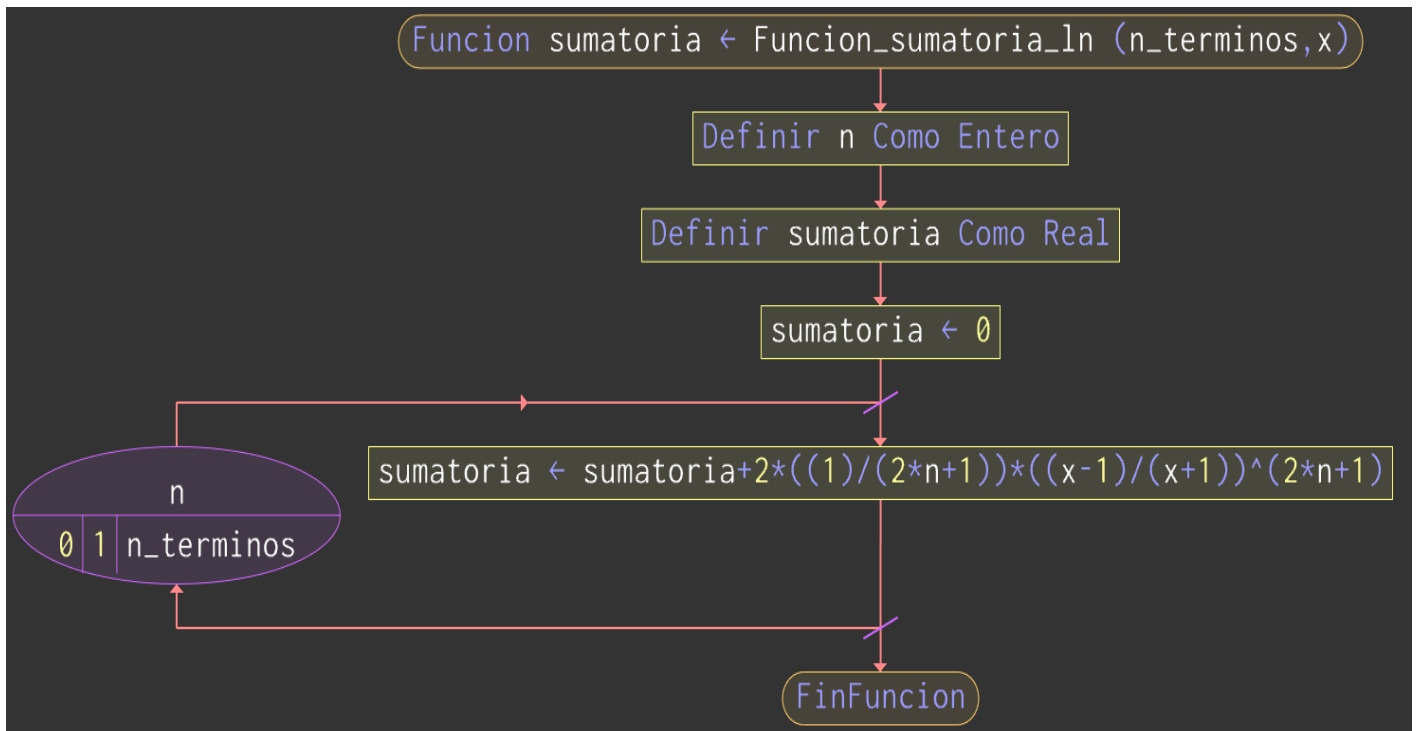 Funcion sumatoria ← Funcion_sumatoria_ln (n_terminos,x)
Definir n Como Entero
Definir sumatoria Como Real
sumatoria ← 0
sumatoria ← sumatoria+2*((1)/(2*n+1))*((x-1)/(x+1))^(2*n+1)
n
0 1 n_terminos
FinFuncion